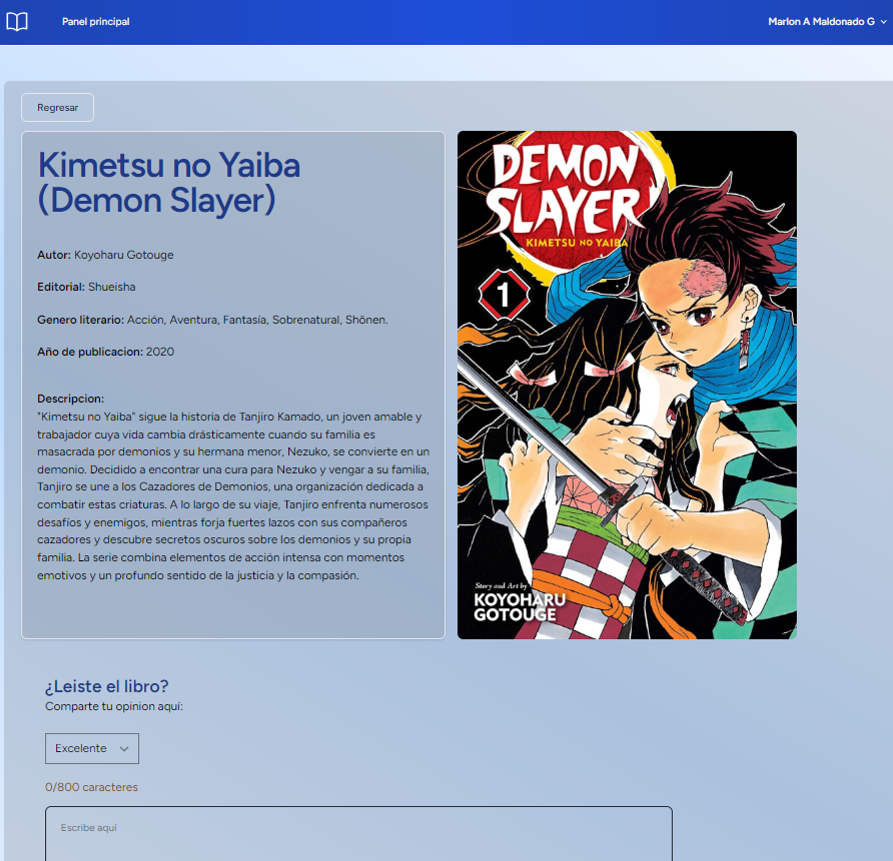 Panel principal
Marlon A Maldonado G
Regresar
Kimetsu no Yaiba
(Demon Slayer)
Autor: Koyoharu Gotouge
Editorial: Shueisha
Genero literario: Acción, Aventura, Fantasía, Sobrenatural, Shōnen.
Año de publicacion: 2020
Descripcion:
"Kimetsu no Yaiba" sigue la historia de Tanjiro Kamado, un joven amable y
trabajador cuya vida cambia drásticamente cuando su familia es
masacrada por demonios y su hermana menor, Nezuko, se convierte en un
demonio. Decidido a encontrar una cura para Nezuko y vengar a su familia,
Tanjiro se une a los Cazadores de Demonios, una organización dedicada a
combatir estas criaturas. A lo largo de su viaje, Tanjiro enfrenta numerosos
desafíos y enemigos, mientras forja fuertes lazos con sus compañeros
cazadores y descubre secretos oscuros sobre los demonios y su propia
familia. La serie combina elementos de acción intensa con momentos
emotivos y un profundo sentido de la justicia y la compasión.
DEMON
SLAYER
KIMETSU NO YAIBA
1
Story and Art by
KOYOHARU
GOTOUGE
¿Leiste el libro?
Comparte tu opinion aquí:
Excelente
0/800 caracteres
Escribe aquí